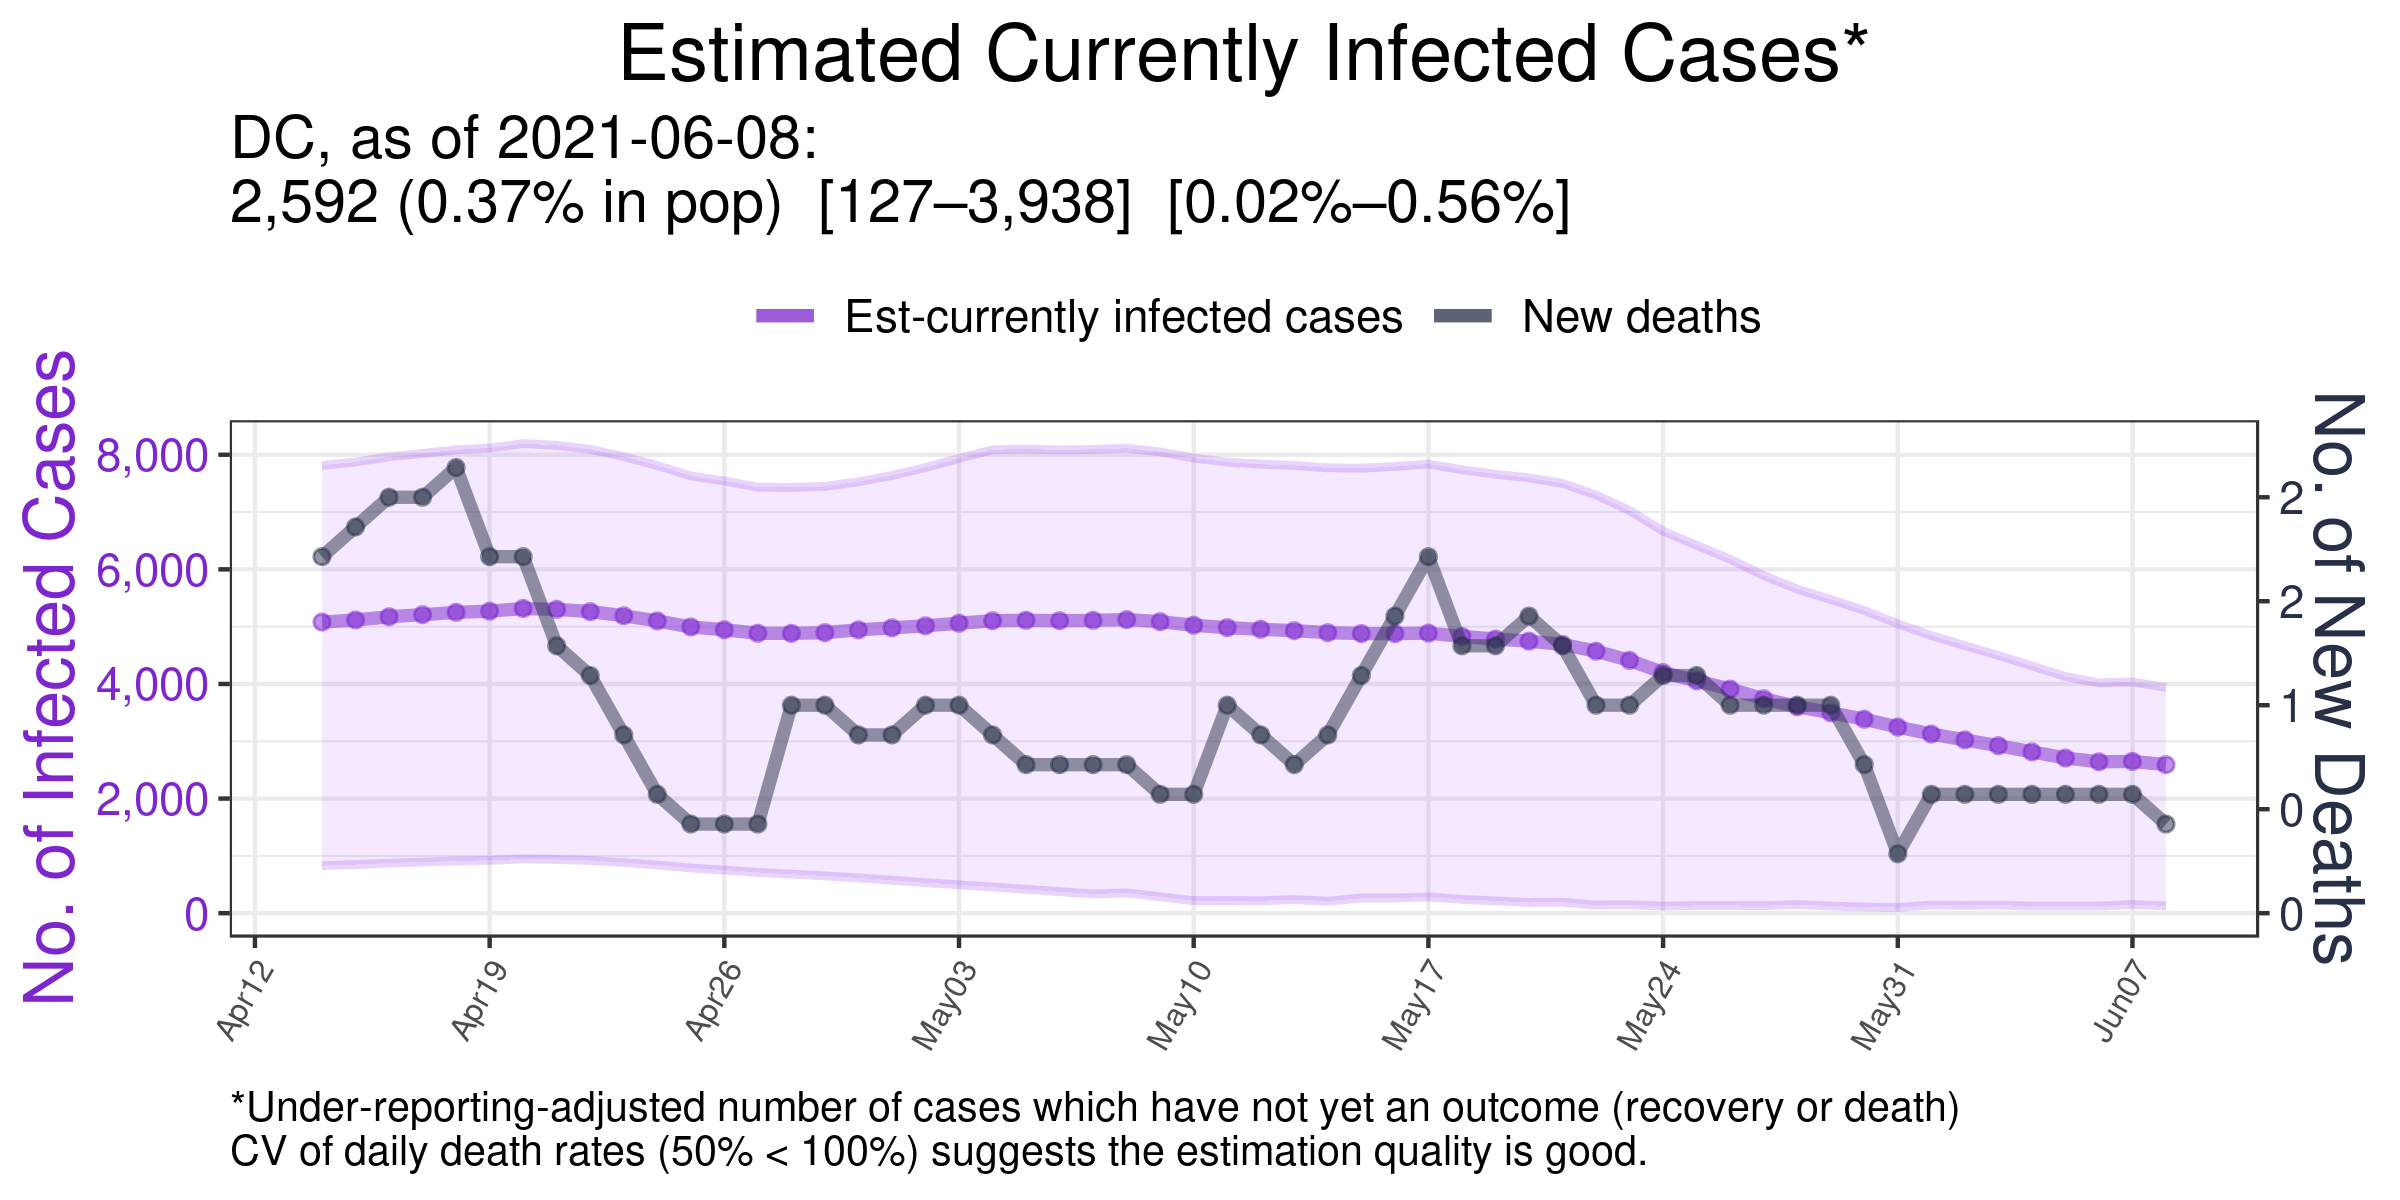 Estimated Currently Infected Cases*
DC, as of 2021-06-08:
2,592 (0.37% in pop) [127–3,938] [0.02%–0.56%]
Est-currently infected cases New deaths
No. of Infected Cases
8,000
6,000
4,000
2,000
0
2
2
1
0
0
No. of New Deaths
Apr12 Apr19 Apr26 May03 May10 May17 May24 May31 Jun07
*Under-reporting-adjusted number of cases which have not yet an outcome (recovery or death)
CV of daily death rates (50% < 100%) suggests the estimation quality is good.